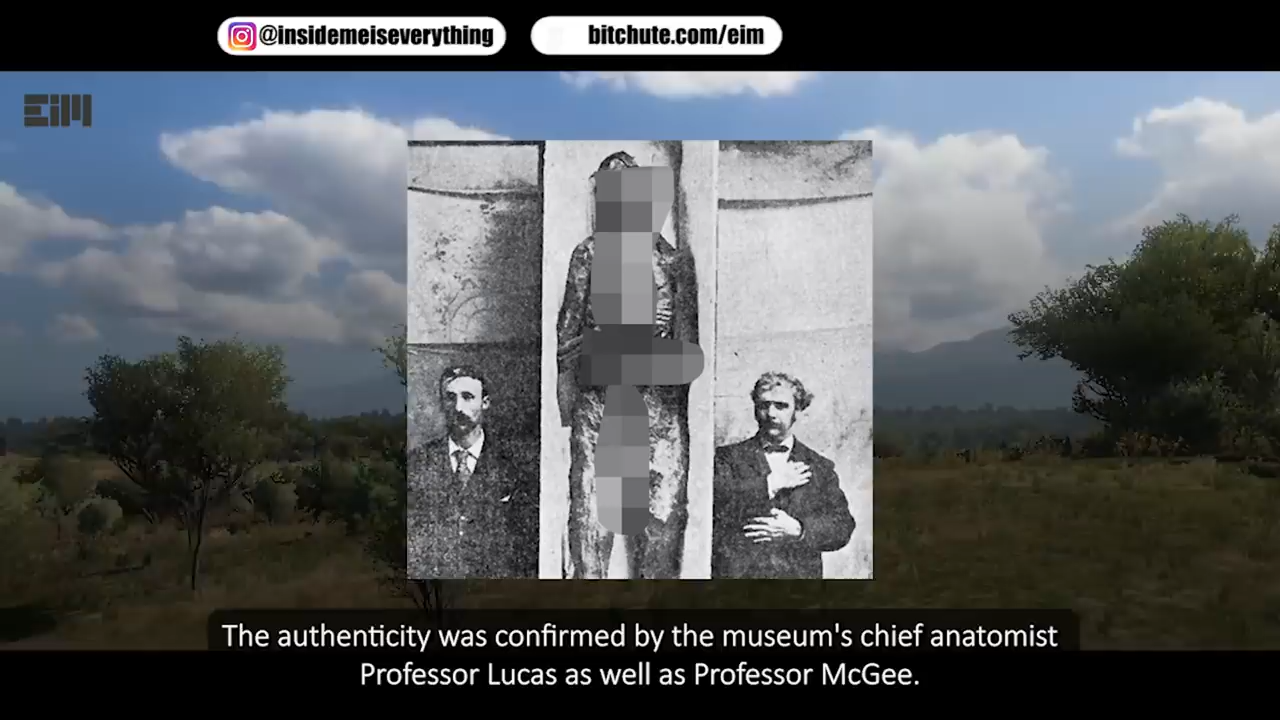 @insidemeiseverything
bitchute.com/eim
EiM
The authenticity was confirmed by the museum's chief anatomist
Professor Lucas as well as Professor McGee.